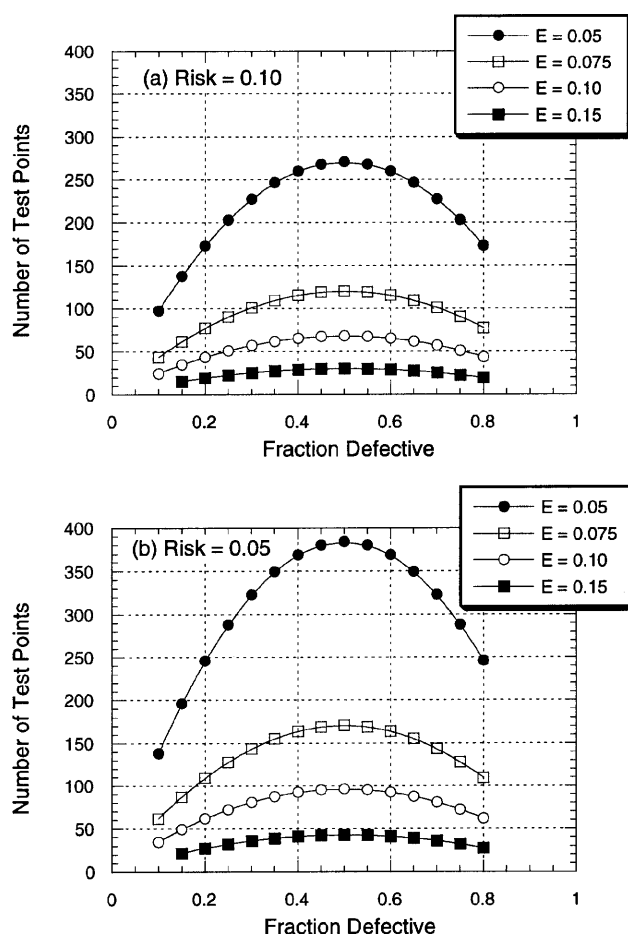 E = 0.05
E = 0.075
E = 0.10
E = 0.15
(a) Risk = 0.10
400
350
300
250
200
150
100
50
0
Number of Test Points
0 0.2 0.4 0.6 0.8 1
Fraction Defective
E = 0.05
E = 0.075
E = 0.10
E = 0.15
(b) Risk = 0.05
400
350
300
250
200
150
100
50
0
Number of Test Points
0 0.2 0.4 0.6 0.8 1
Fraction Defective